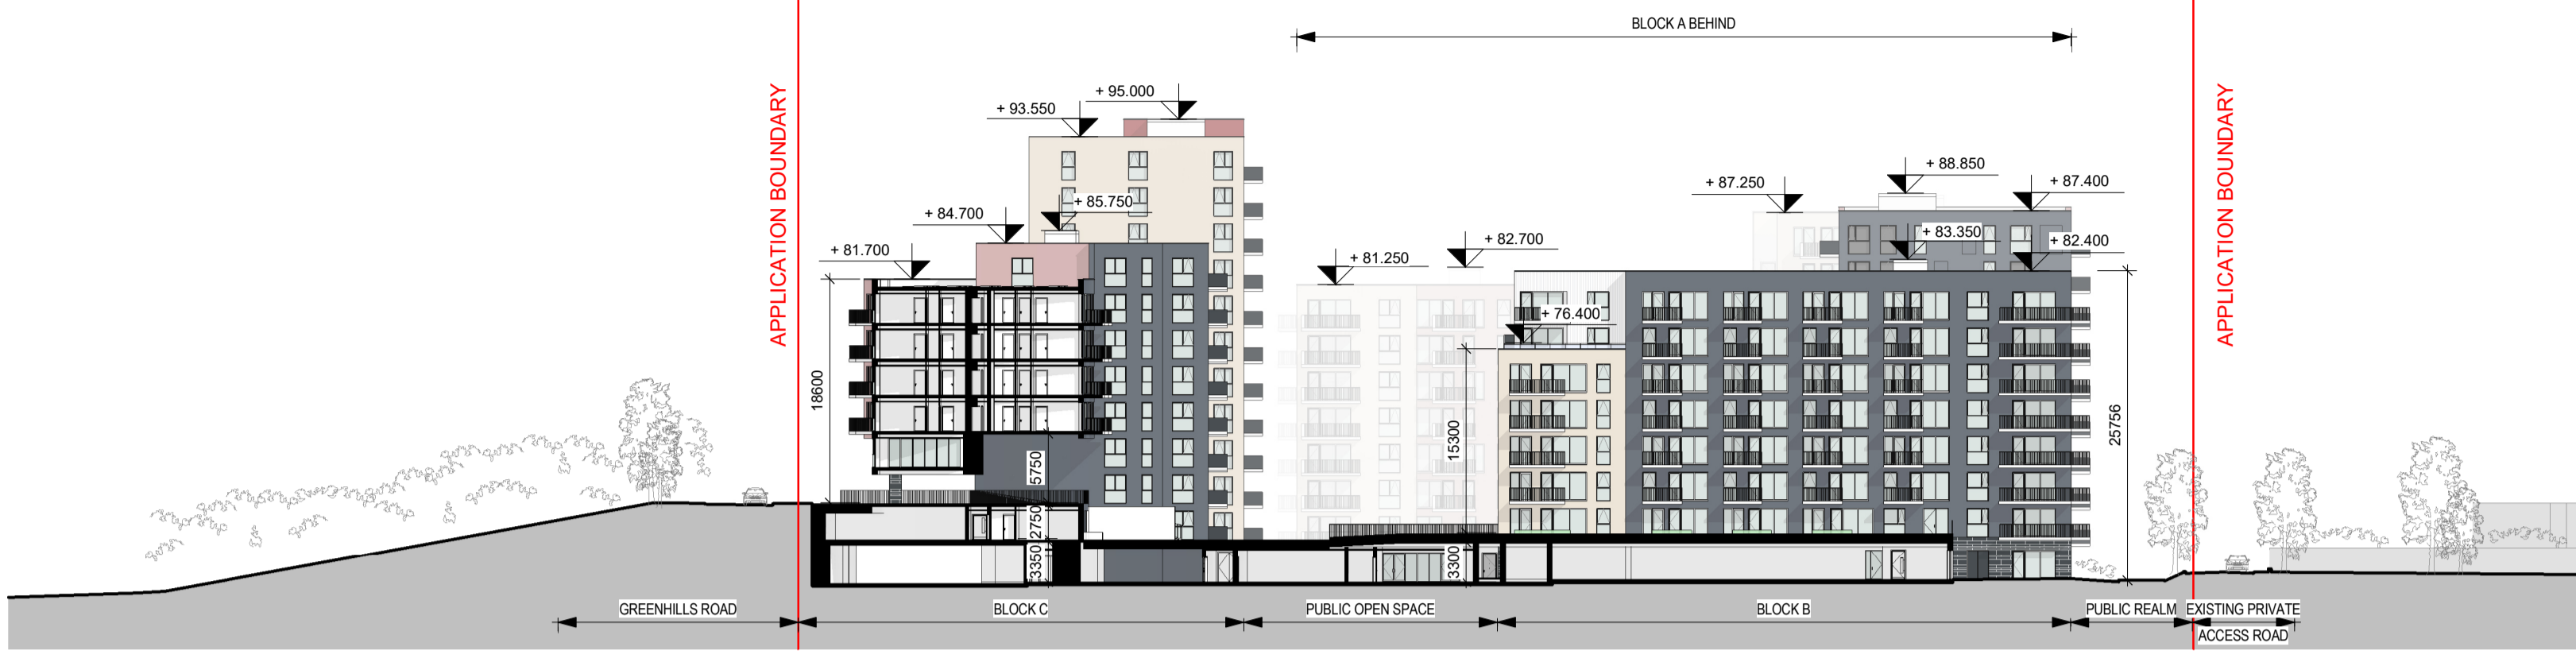 BLOCK A BEHIND
APPLICATION BOUNDARY
APPLICATION BOUNDARY
+ 95.000
+ 93.550
+ 88.850
+ 87.250
+ 87.400
+ 85.750
+ 84.700
+ 83.350
+ 82.700
+ 82.400
+ 81.700
+ 81.250
+ 76.400
18600
5750
2750
3350
15300
3300
25756
GREENHILLS ROAD
BLOCK C
PUBLIC OPEN SPACE
BLOCK B
PUBLIC REALM
EXISTING PRIVATE
ACCESS ROAD